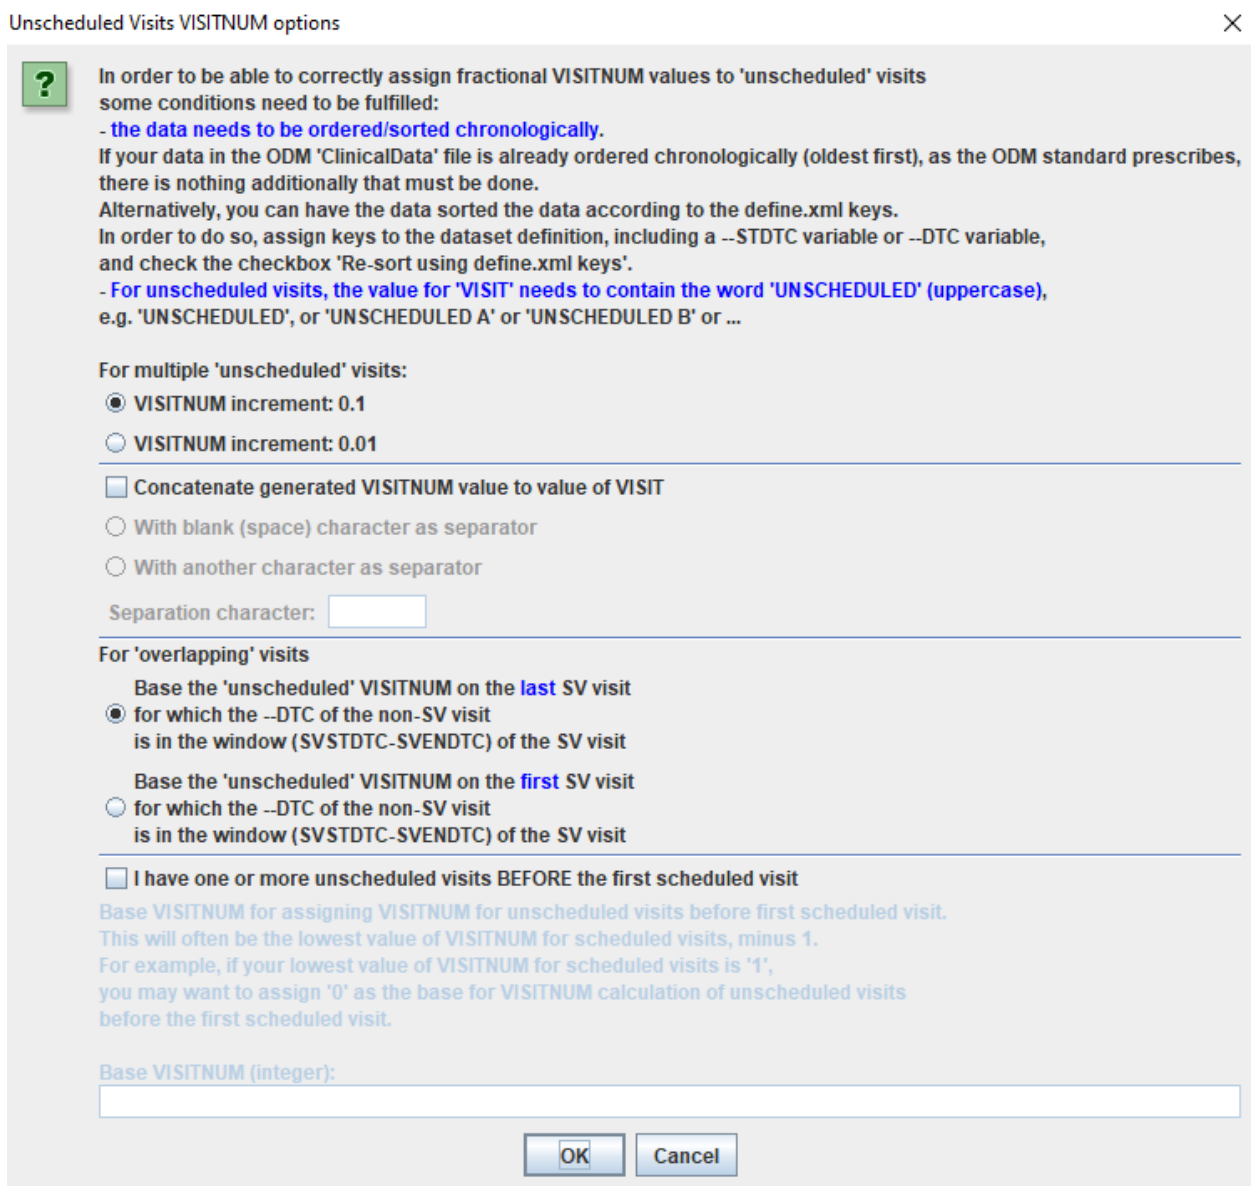 Unscheduled Visits VISITNUM options
?
In order to be able to correctly assign fractional VISITNUM values to 'unscheduled' visits
some conditions need to be fulfilled:
- the data needs to be ordered/sorted chronologically.
If your data in the ODM 'ClinicalData' file is already ordered chronologically (oldest first), as the ODM standard prescribes,
there is nothing additionally that must be done.
Alternatively, you can have the data sorted the data according to the define.xml keys.
In order to do so, assign keys to the dataset definition, including a --STDTC variable or --DTC variable,
and check the checkbox 'Re-sort using define.xml keys'.
- For unscheduled visits, the value for 'VISIT' needs to contain the word 'UNSCHEDULED' (uppercase),
e.g. 'UNSCHEDULED', or 'UNSCHEDULED A' or 'UNSCHEDULED B' or ...
For multiple 'unscheduled' visits:
VISITNUM increment: 0.1
VISITNUM increment: 0.01
Concatenate generated VISITNUM value to value of VISIT
With blank (space) character as separator
With another character as separator
Separation character:
For 'overlapping' visits
Base the 'unscheduled' VISITNUM on the last SV visit
for which the --DTC of the non-SV visit
is in the window (SVSTDTC-SVENDTC) of the SV visit
Base the 'unscheduled' VISITNUM on the first SV visit
for which the --DTC of the non-SV visit
is in the window (SVSTDTC-SVENDTC) of the SV visit
I have one or more unscheduled visits BEFORE the first scheduled visit
Base VISITNUM for assigning VISITNUM for unscheduled visits before first scheduled visit.
This will often be the lowest value of VISITNUM for scheduled visits, minus 1.
For example, if your lowest value of VISITNUM for scheduled visits is '1',
you may want to assign '0' as the base for VISITNUM calculation of unscheduled visits
before the first scheduled visit.
Base VISITNUM (integer):
OK Cancel